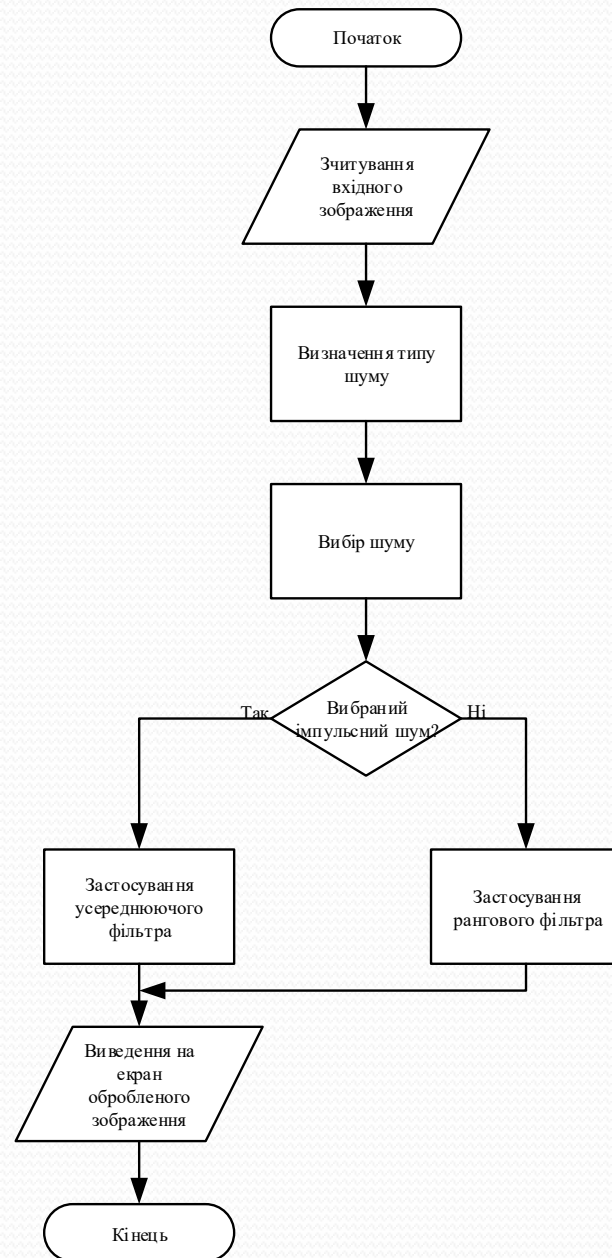 Початок
Зчитування
вхідного
зображення
Визначення типу
шуму
Вибір шуму
Вибраний
імпульсний шум?
Так
Ні
Застосування
усереднюючого
фільтра
Застосування
рангового фільтра
Виведення на
екран
обробленого
зображення
Кінець